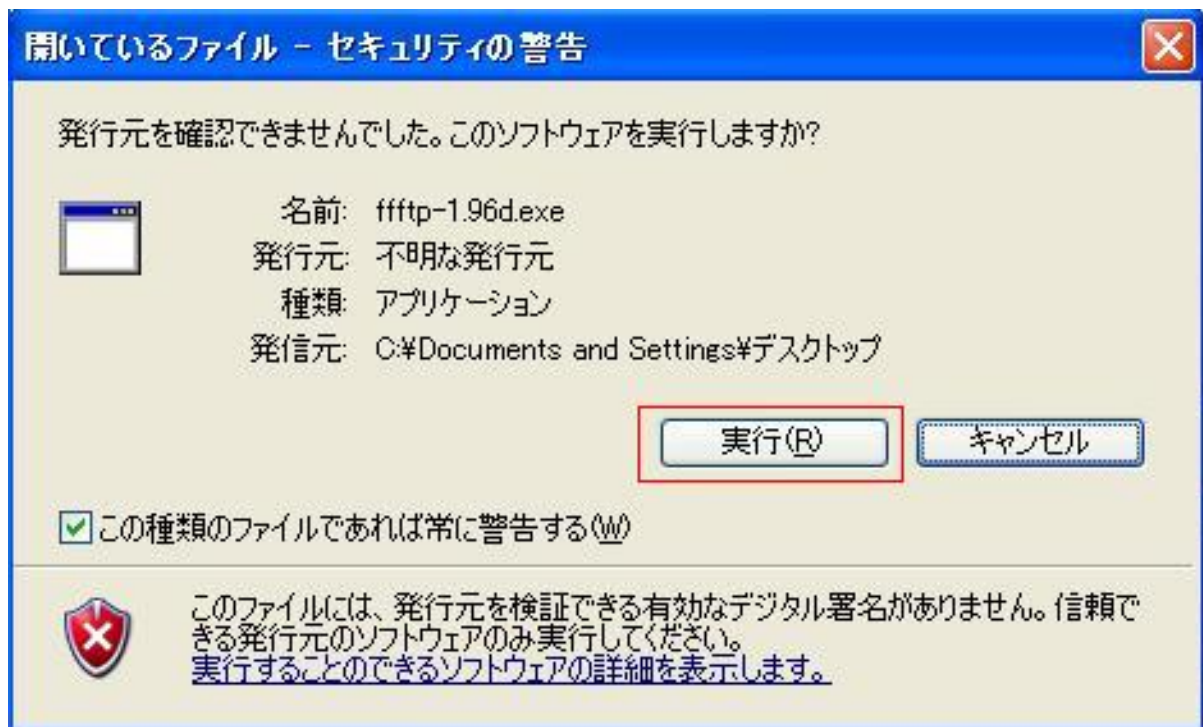 開いているファイル - セキュリティの警告
発行元を確認できませんでした。このソフトウェアを実行しますか?
名前: ffftp-1.96d.exe
発行元: 不明な発行元
種類: アプリケーション
発信元: C:¥Documents and Settings¥デスクトップ
実行(R) キャンセル
この種類のファイルであれば常に警告する(W)
このファイルには、発行元を検証できる有効なデジタル署名がありません。信頼で
きる発行元のソフトウェアのみ実行してください。
実行することのできるソフトウェアの詳細を表示します。